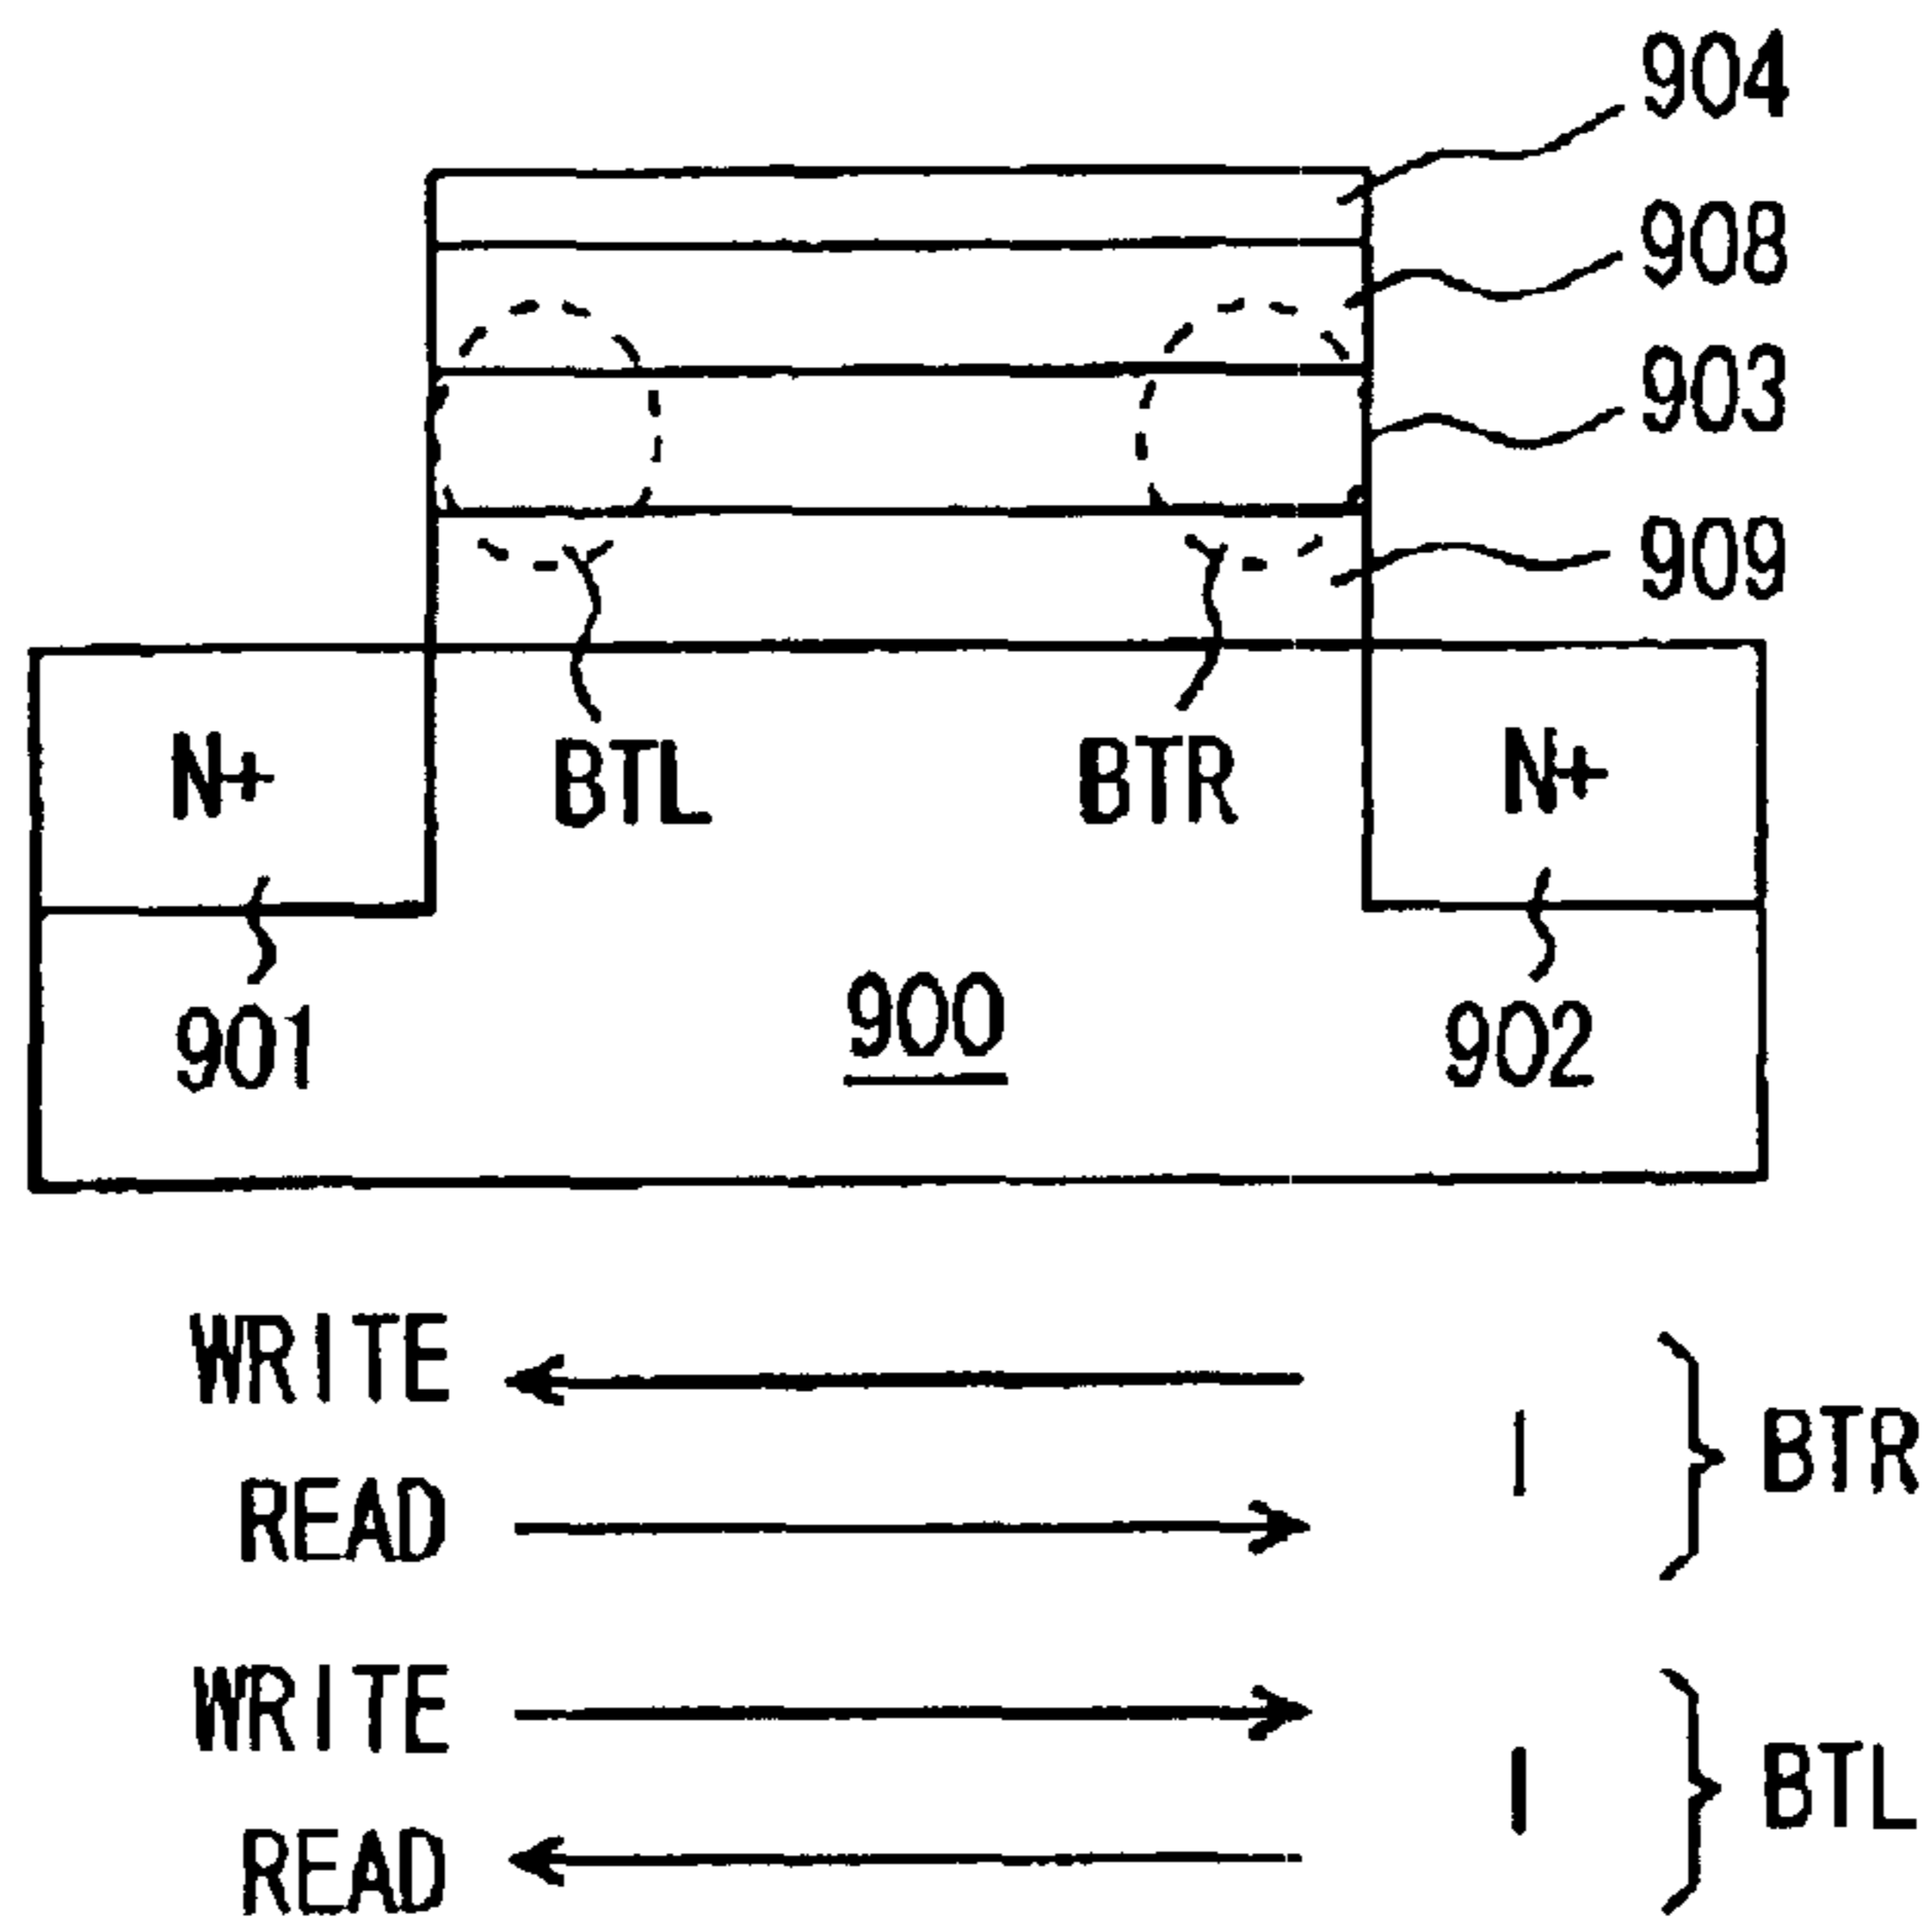 904
908
903
909
N+ BTL BTR N+
901 900 902
WRITE
I BTR
READ
WRITE
I BTL
READ